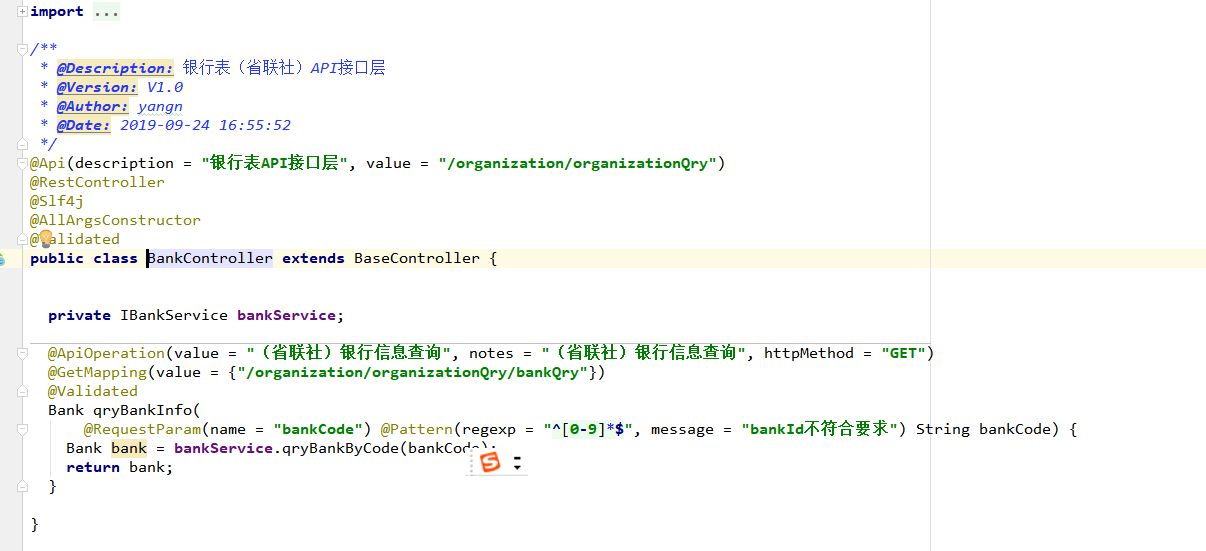 import ...
/**
 * @Description: 银行表（省联社）API接口层
 * @Version: V1.0
 * @Author: yangn
 * @Date: 2019-09-24 16:55:52
 */
@Api(description = "银行表API接口层", value = "/organization/organizationQry")
@RestController
@Slf4j
@AllArgsConstructor
@Validated
public class BankController extends BaseController {
private IBankService bankService;
@ApiOperation(value = "（省联社）银行信息查询", notes = "（省联社）银行信息查询", httpMethod = "GET")
@GetMapping(value = {"/organization/organizationQry/bankQry"})
@Validated
Bank qryBankInfo(
@RequestParam(name = "bankCode") @Pattern(regexp = "^[0-9]*$", message = "bankId不符合要求") String bankCode) {
Bank bank = bankService.qryBankByCode(bankCode);
return bank;
}
}